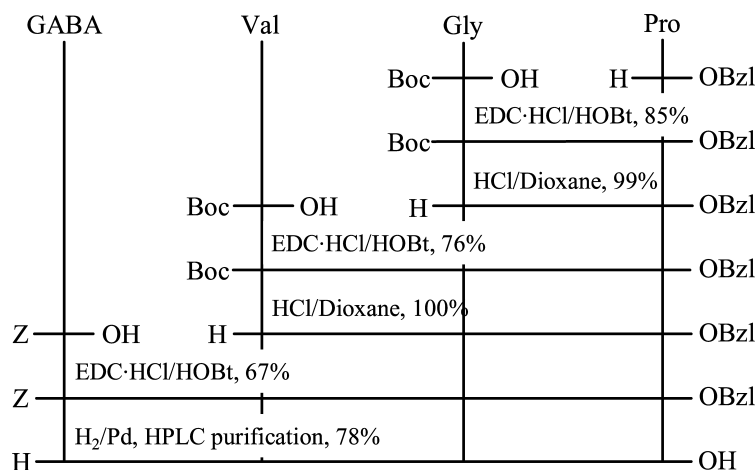 GABA Val Gly Pro
Boc OH H OBzl
EDC·HCl/HOBt, 85%
Boc OBzl
HCl/Dioxane, 99%
Boc OH H OBzl
EDC·HCl/HOBt, 76%
Boc OBzl
HCl/Dioxane, 100%
Z OH H OBzl
EDC·HCl/HOBt, 67%
Z OBzl
H₂/Pd, HPLC purification, 78%
H OH